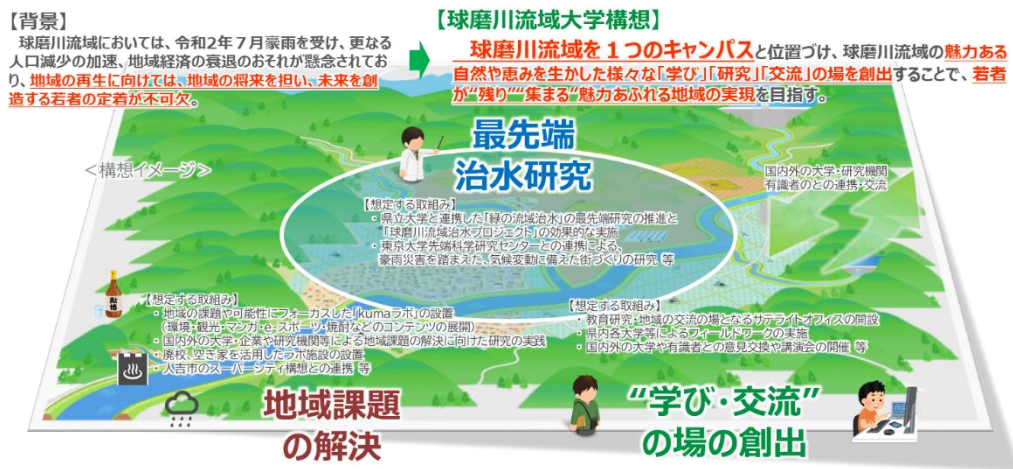 【背景】
球磨川流域においては、令和2年７月豪雨を受け、更なる
人口減少の加速、地域経済の衰退のおそれが懸念されてお
り、地域の再生に向けては、地域の将来を担い、未来を創
造する若者の定着が不可欠。
【球磨川流域大学構想】
球磨川流域を１つのキャンパスと位置づけ、球磨川流域の魅力ある
自然や恵みを生かした様々な「学び」「研究」「交流」の場を創出することで、若者
が“残り”“集まる”魅力あふれる地域の実現を目指す。
＜構想イメージ＞
最先端
治水研究
【想定する取組み】
・県立大学と連携した「緑の流域治水」の最先端研究の推進と
「球磨川流域治水プロジェクト」の効果的な実施
・東京大学先端科学研究センターとの連携による、
豪雨災害を踏まえた、気候変動に備えた街づくりの研究 等
国内外の大学・研究機関
有識者のとの連携・交流
【想定する取組み】
・地域の課題や可能性にフォーカスした「kumaラボ」の設置
（環境・観光・マンガ・e-スポーツ・焼酎などのコンテンツの展開）
・国内外の大学・企業や研究機関等による地域課題の解決に向けた研究の実践
・廃校、空き家を活用したラボ施設の設置
・人吉市のスーパーシティ構想との連携 等
地域課題
の解決
【想定する取組み】
・教育研究・地域の交流の場となるサテライトオフィスの開設
・県内各大学等によるフィールドワークの実施
・国内外の大学や有識者との意見交換や講演会の開催 等
“学び・交流”
の場の創出